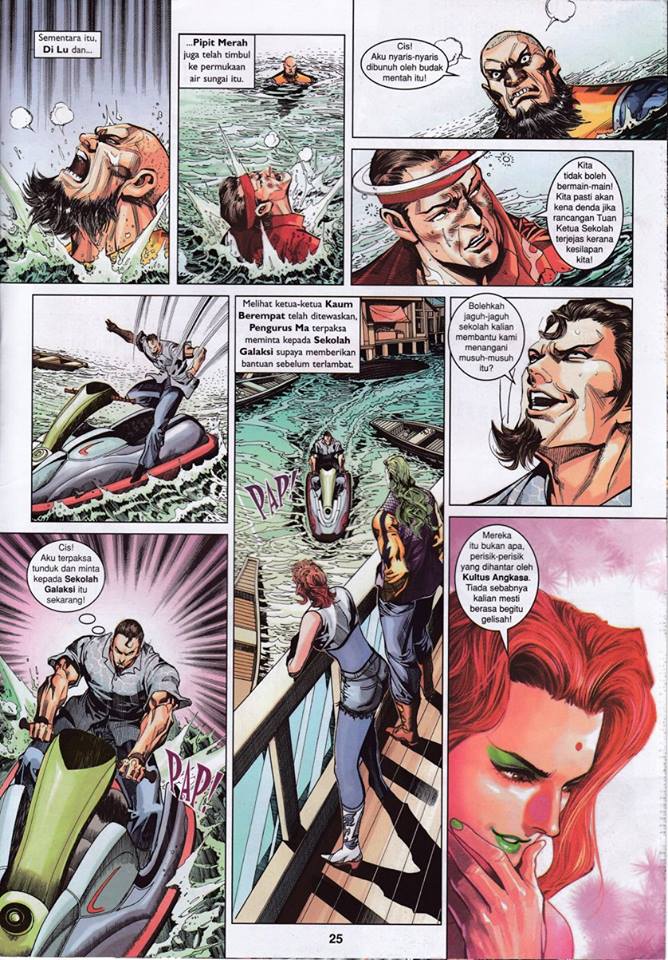 Sementara itu,
Di Lu dan...
...Pipit Merah
juga telah timbul
ke permukaan
air sungai itu.
Cis!
Aku nyaris-nyaris
dibunuh oleh budak
mentah itu!
Kita
tidak boleh
bermain-main!
Kita pasti akan
kena denda jika
rancangan Tuan
Ketua Sekolah
terjejas kerana
kesilapan
kita!
Melihat ketua-ketua Kaum
Berempat telah ditewaskan,
Pengurus Ma terpaksa
meminta kepada Sekolah
Galaksi supaya memberikan
bantuan sebelum terlambat.
PAP!
Bolehkah
jaguh-jaguh
sekolah kalian
membantu kami
menangani
musuh-musuh
itu?
Cis!
Aku terpaksa
tunduk dan minta
kepada Sekolah
Galaksi itu
sekarang!
PAP!
Mereka
itu bukan apa,
perisik-perisik
yang dihantar oleh
Kultus Angkasa.
Tiada sebabnya
kalian mesti
berasa begitu
gelisah!
25